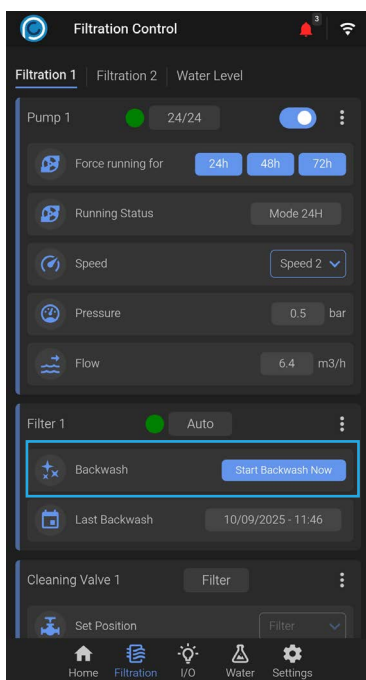 Filtration Control
3
Filtration 1 Filtration 2 Water Level
Pump 1 24/24
Force running for 24h 48h 72h
Running Status Mode 24H
Speed Speed 2
Pressure 0.5 bar
Flow 6.4 m3/h
Filter 1 Auto
Backwash Start Backwash Now
Last Backwash 10/09/2025 - 11:46
Cleaning Valve 1 Filter
Set Position Filter
Home Filtration I/O Water Settings